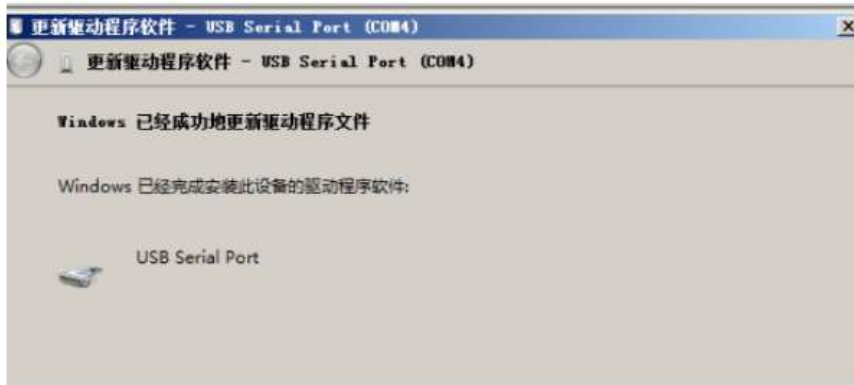 更新驱动程序软件 - USB Serial Port (COM4)
更新驱动程序软件 - USB Serial Port (COM4)
Windows 已经成功地更新驱动程序文件
Windows 已经完成安装此设备的驱动程序软件:
USB Serial Port